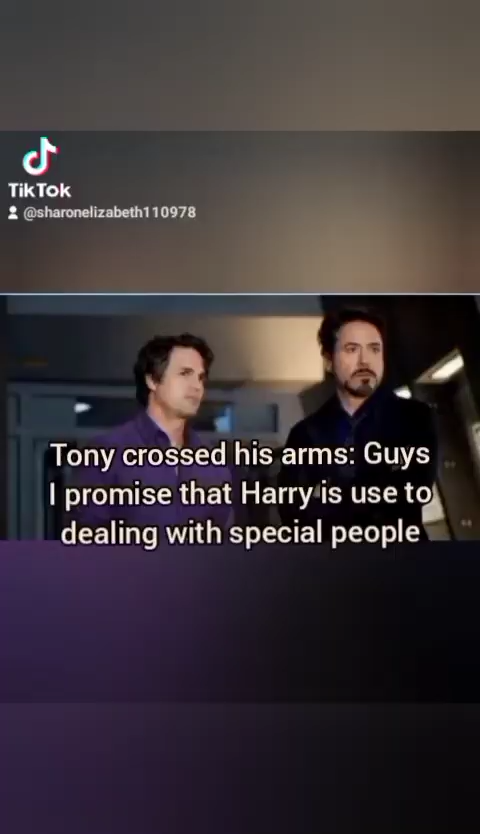 TikTok
@sharonelizabeth110978
Tony crossed his arms: Guys
I promise that Harry is use to
dealing with special people